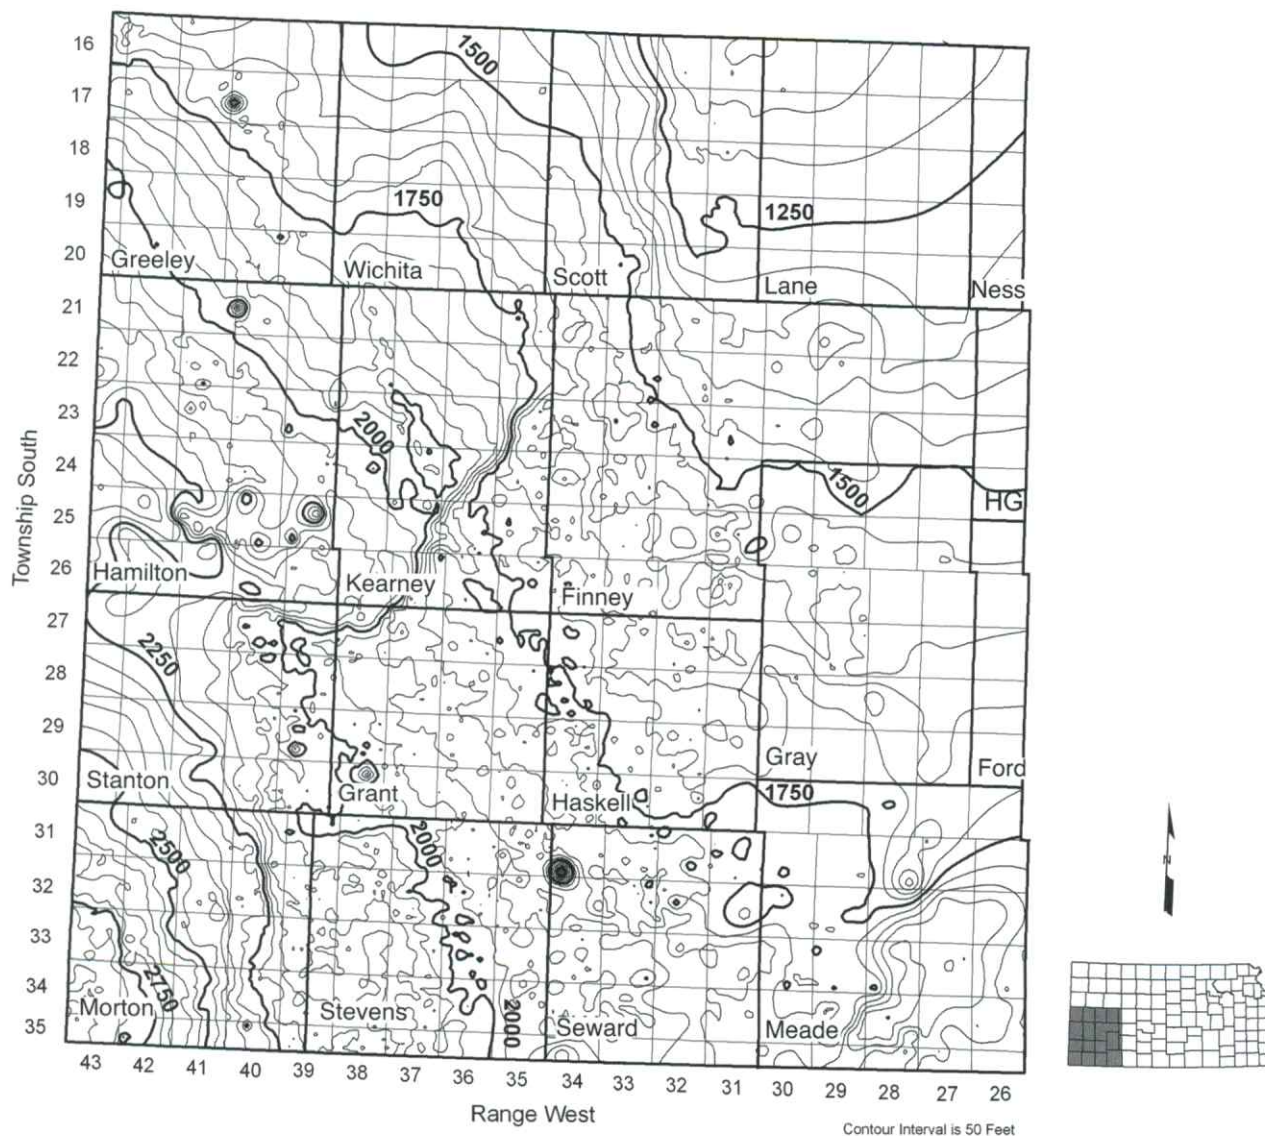 16
17
18
19
20
21
22
23
24
25
26
27
28
29
30
31
32
33
34
35
Township South
1500
1750
1250
Greeley
Wichita
Scott
Lane
Ness
2000
1500
HG
Hamilton
Kearney
Finney
2250
Gray
Ford
Stanton
Grant
Haskell
1750
2500
2000
2750
2000
Morton
Stevens
Seward
Meade
43 42 41 40 39 38 37 36 35 34 33 32 31 30 29 28 27 26
Range West
Contour Interval is 50 Feet
N